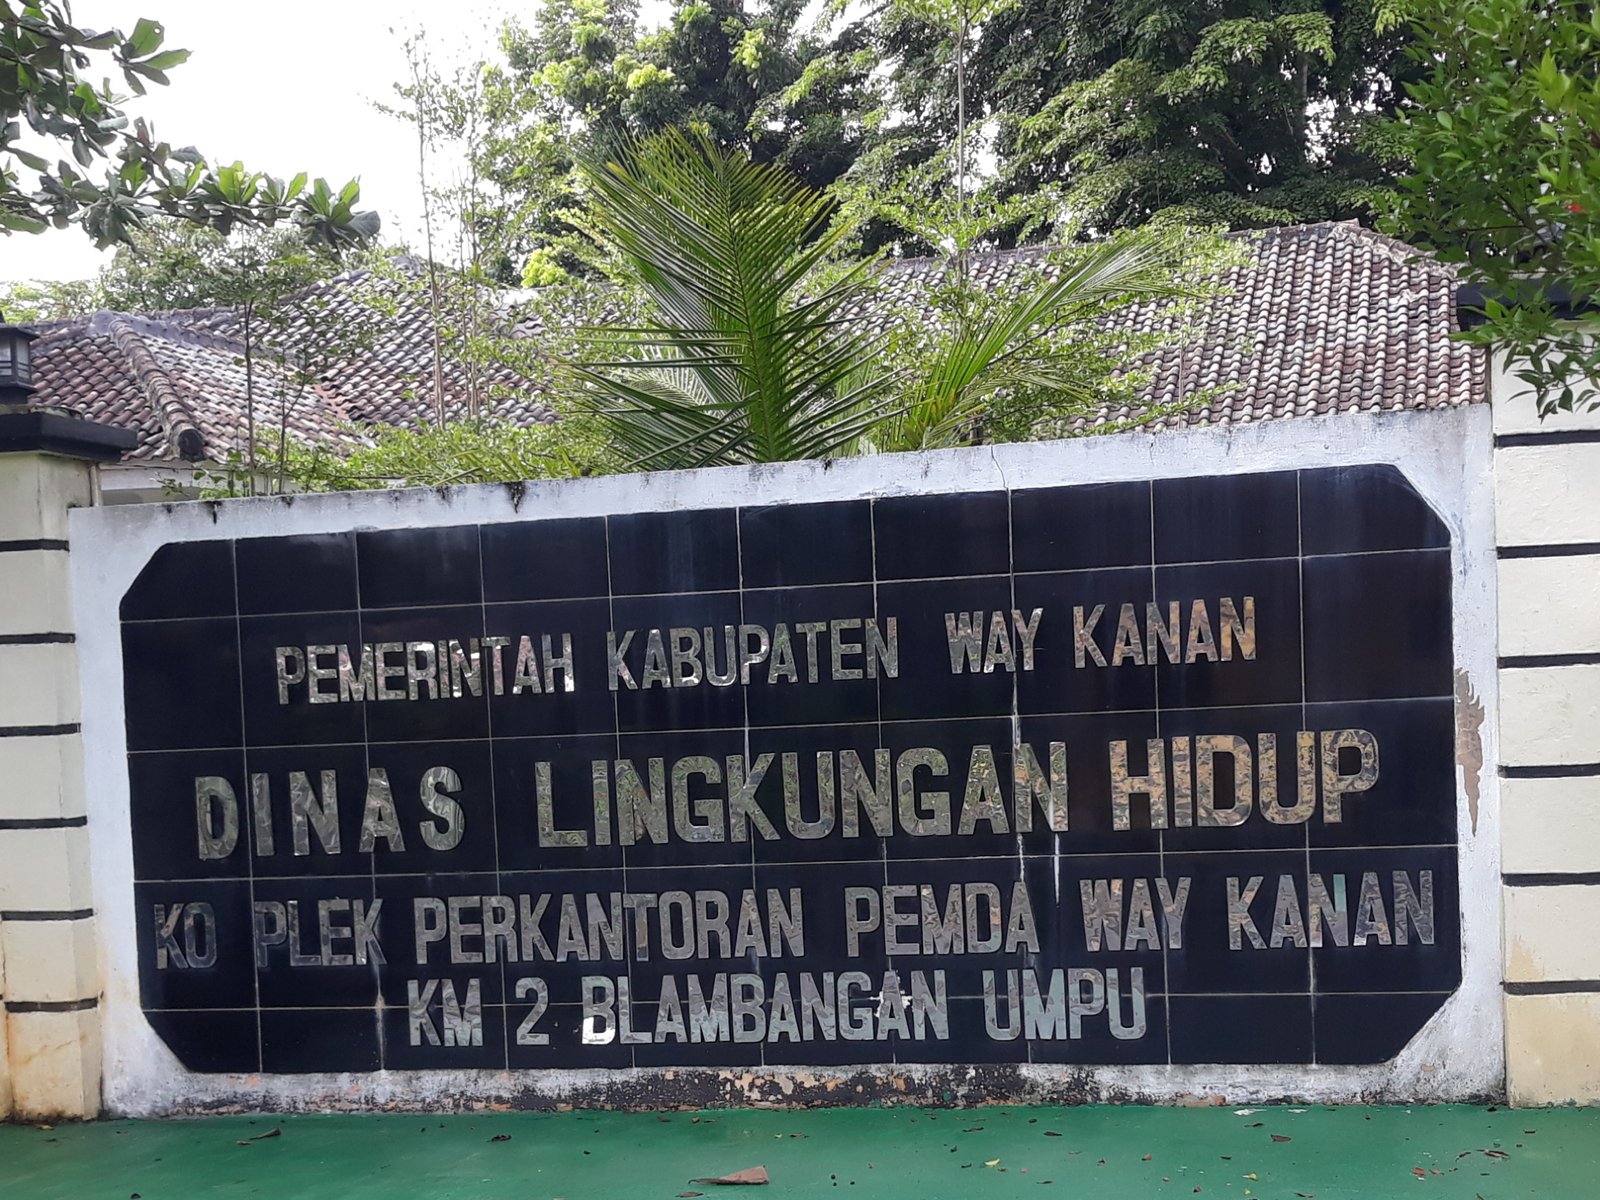 PEMERINTAH KABUPATEN WAY KANAN
DINAS LINGKUNGAN HIDUP
KO PLEK PERKANTORAN PEMDA WAY KANAN
KM 2 BLAMBANGAN UMPU